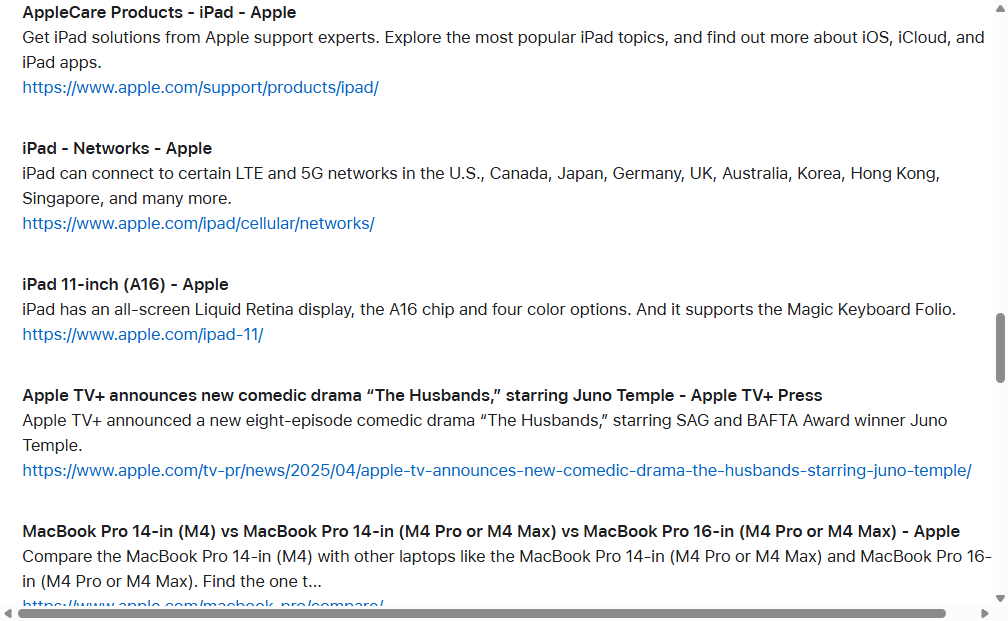 AppleCare Products - iPad - Apple
Get iPad solutions from Apple support experts. Explore the most popular iPad topics, and find out more about iOS, iCloud, and
iPad apps.
https://www.apple.com/support/products/ipad/
iPad - Networks - Apple
iPad can connect to certain LTE and 5G networks in the U.S., Canada, Japan, Germany, UK, Australia, Korea, Hong Kong,
Singapore, and many more.
https://www.apple.com/ipad/cellular/networks/
iPad 11-inch (A16) - Apple
iPad has an all-screen Liquid Retina display, the A16 chip and four color options. And it supports the Magic Keyboard Folio.
https://www.apple.com/ipad-11/
Apple TV+ announces new comedic drama “The Husbands,” starring Juno Temple - Apple TV+ Press
Apple TV+ announced a new eight-episode comedic drama “The Husbands,” starring SAG and BAFTA Award winner Juno
Temple.
https://www.apple.com/tv-pr/news/2025/04/apple-tv-announces-new-comedic-drama-the-husbands-starring-juno-temple/
MacBook Pro 14-in (M4) vs MacBook Pro 14-in (M4 Pro or M4 Max) vs MacBook Pro 16-in (M4 Pro or M4 Max) - Apple
Compare the MacBook Pro 14-in (M4) with other laptops like the MacBook Pro 14-in (M4 Pro or M4 Max) and MacBook Pro 16-
in (M4 Pro or M4 Max). Find the one t...
https://www.apple.com/macbook-pro/compare/